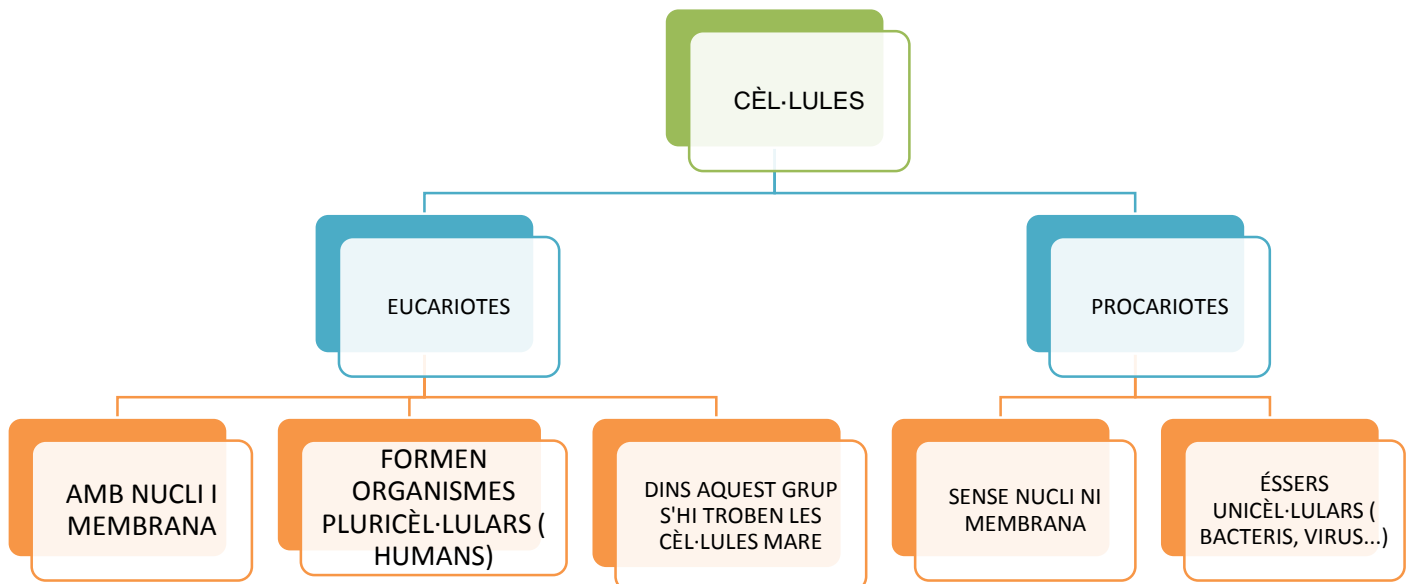 CÈL·LULES
EUCARIOTES
PROCARIOTES
AMB NUCLI I
MEMBRANA
FORMEN
ORGANISMES
PLURICÈL·LULARS (
HUMANS)
DINS AQUEST GRUP
S'HI TROBEN LES
CÈL·LULES MARE
SENSE NUCLI NI
MEMBRANA
ÉSSERS
UNICÈL·LULARS (
BACTERIS, VIRUS...)